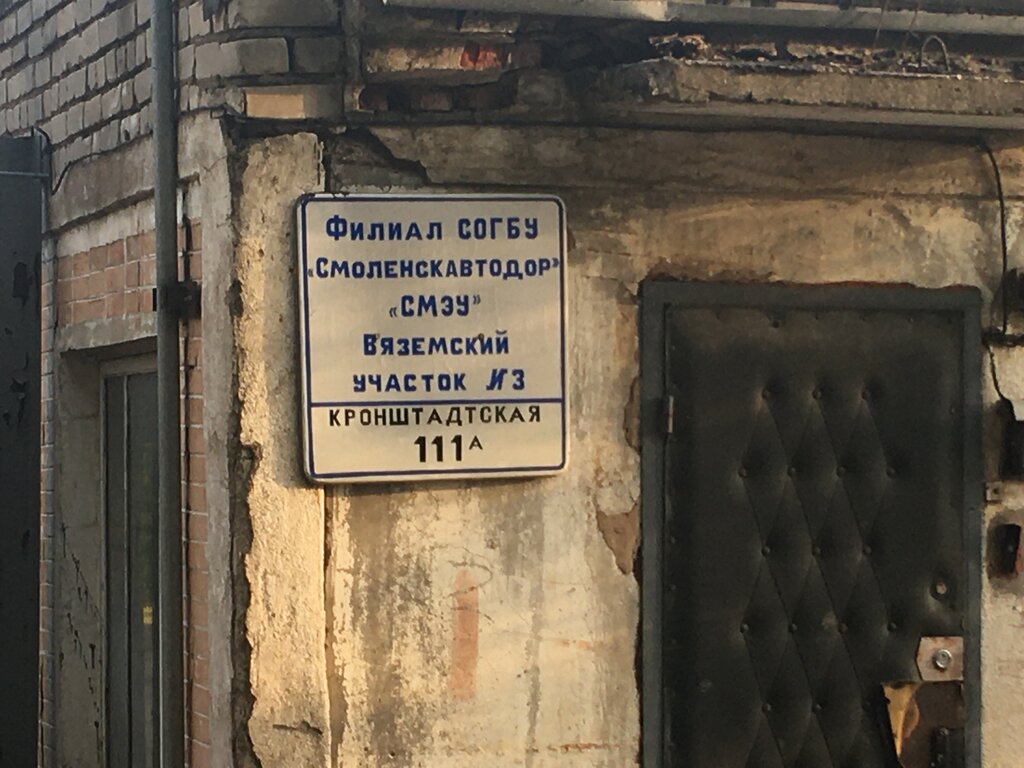 Филиал СОГБУ
«Смоленскавтодор»
«СМЭУ"
Вяземский
участок №3
КРОНШТАДТСКАЯ
111А